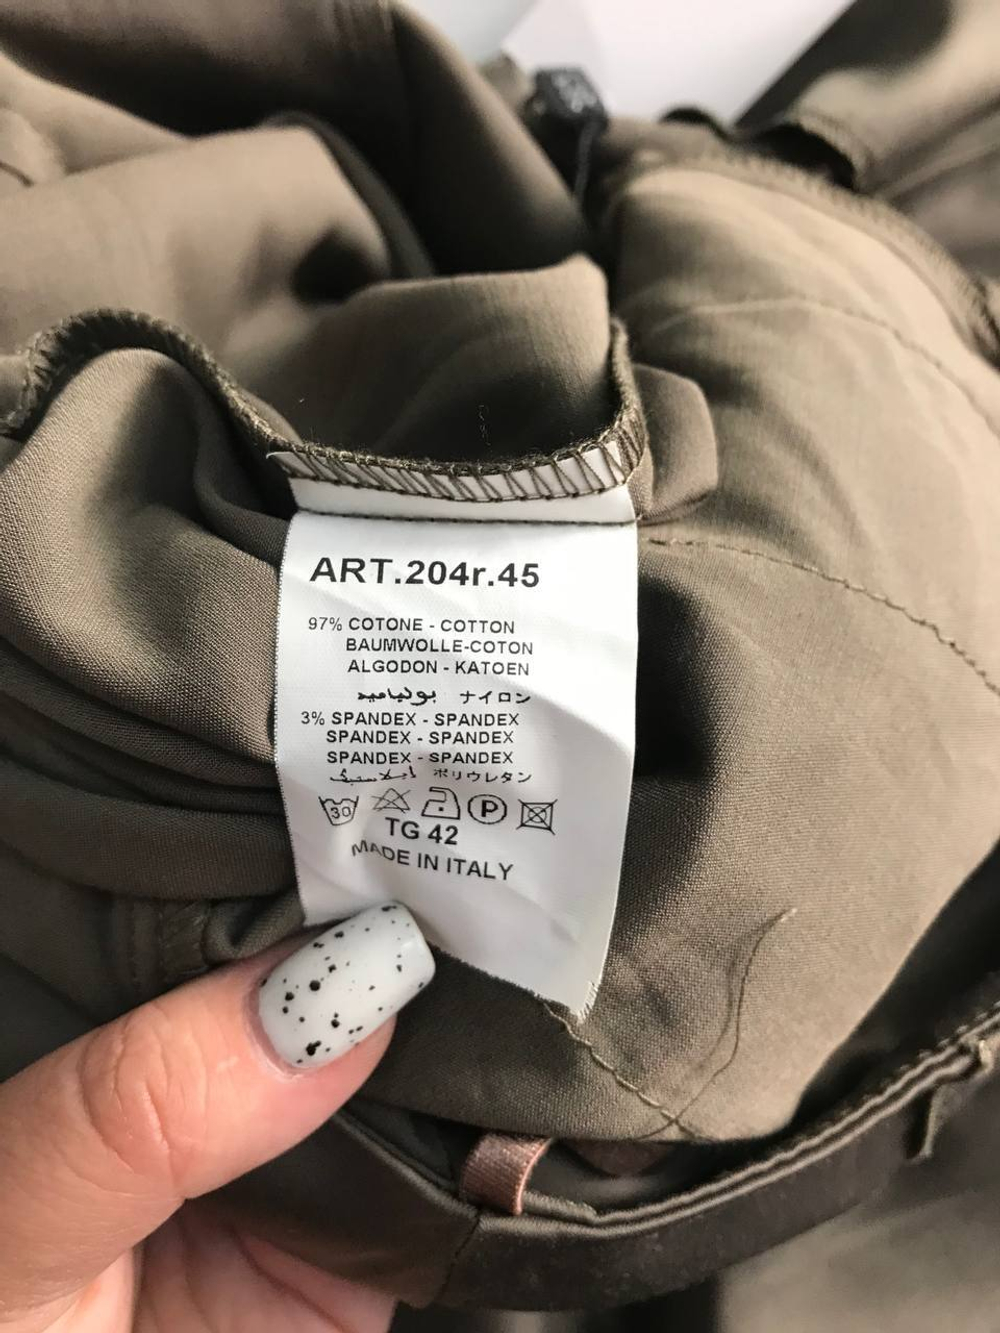 ART.204r.45
97% COTONE - COTTON
BAUMWOLLE-COTON
ALGODON - KATOEN
بوليامید ナイロン
3% SPANDEX - SPANDEX
SPANDEX - SPANDEX
SPANDEX - SPANDEX
ポリウレタン
30 P
TG 42
MADE IN ITALY